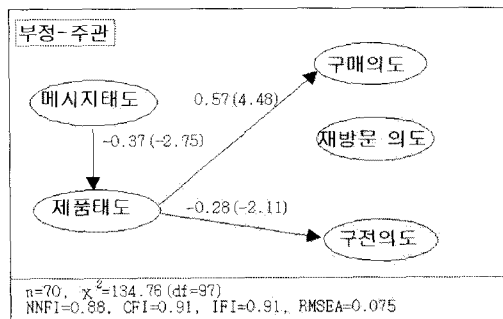 부정-주관
구매의도
메시지태도
0.57(4.48)
재방문 의도
-0.37(-2.75)
제품태도
-0.28(-2.11)
구전의도
n=70, χ²=134.76(df=97)
NNFI=0.88, CFI=0.91, IFI=0.91, RMSEA=0.075